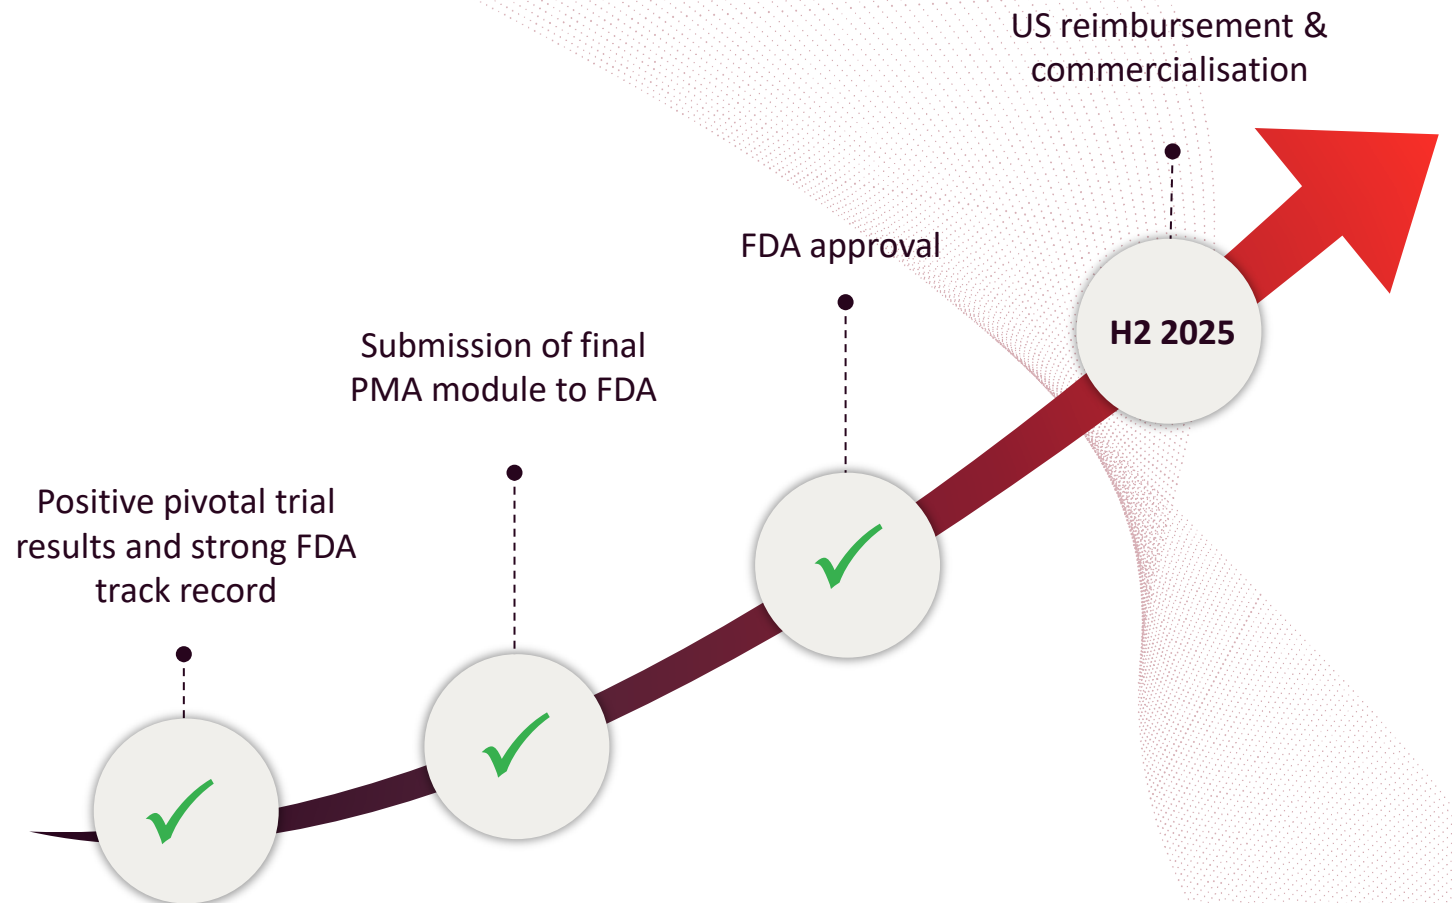 US reimbursement &
commercialisation
FDA approval
H2 2025
Submission of final
PMA module to FDA
Positive pivotal trial
results and strong FDA
track record